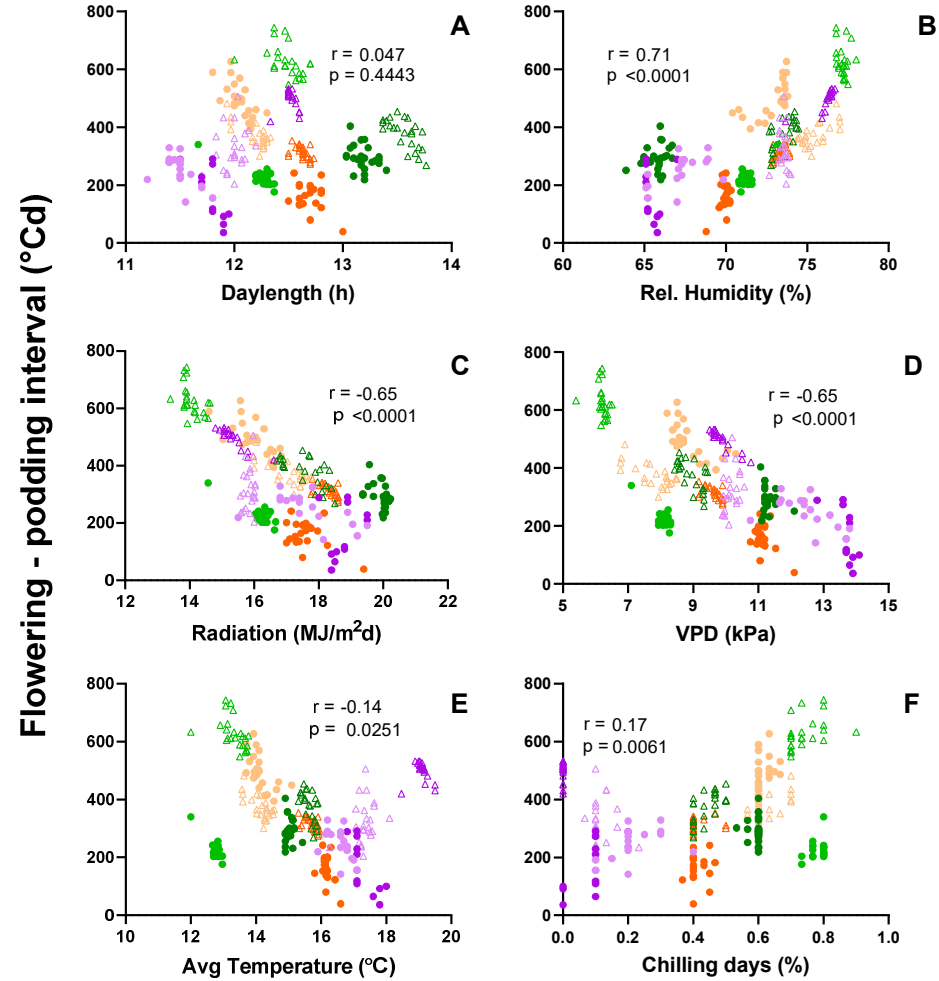 Flowering - podding interval (°Cd)
A
r = 0.047
p = 0.4443
800
600
400
200
0
11 12 13 14
Daylength (h)
B
r = 0.71
p <0.0001
800
600
400
200
0
60 65 70 75 80
Rel. Humidity (%)
C
r = -0.65
p <0.0001
800
600
400
200
0
12 14 16 18 20 22
Radiation (MJ/m²d)
D
r = -0.65
p <0.0001
800
600
400
200
0
5 7 9 11 13 15
VPD (kPa)
E
r = -0.14
p = 0.0251
800
600
400
200
0
10 12 14 16 18 20
Avg Temperature (°C)
F
r = 0.17
p = 0.0061
800
600
400
200
0
0.0 0.2 0.4 0.6 0.8 1.0
Chilling days (%)